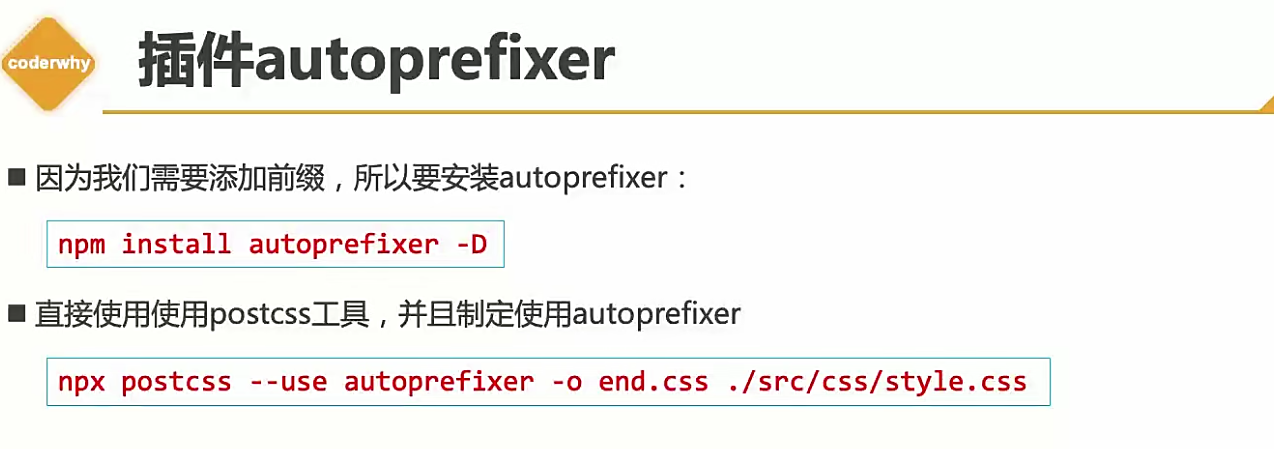 coderwhy
插件autoprefixer
因为我们需要添加前缀，所以要安装autoprefixer：
npm install autoprefixer -D
直接使用使用postcss工具，并且制定使用autoprefixer
npx postcss --use autoprefixer -o end.css ./src/css/style.css